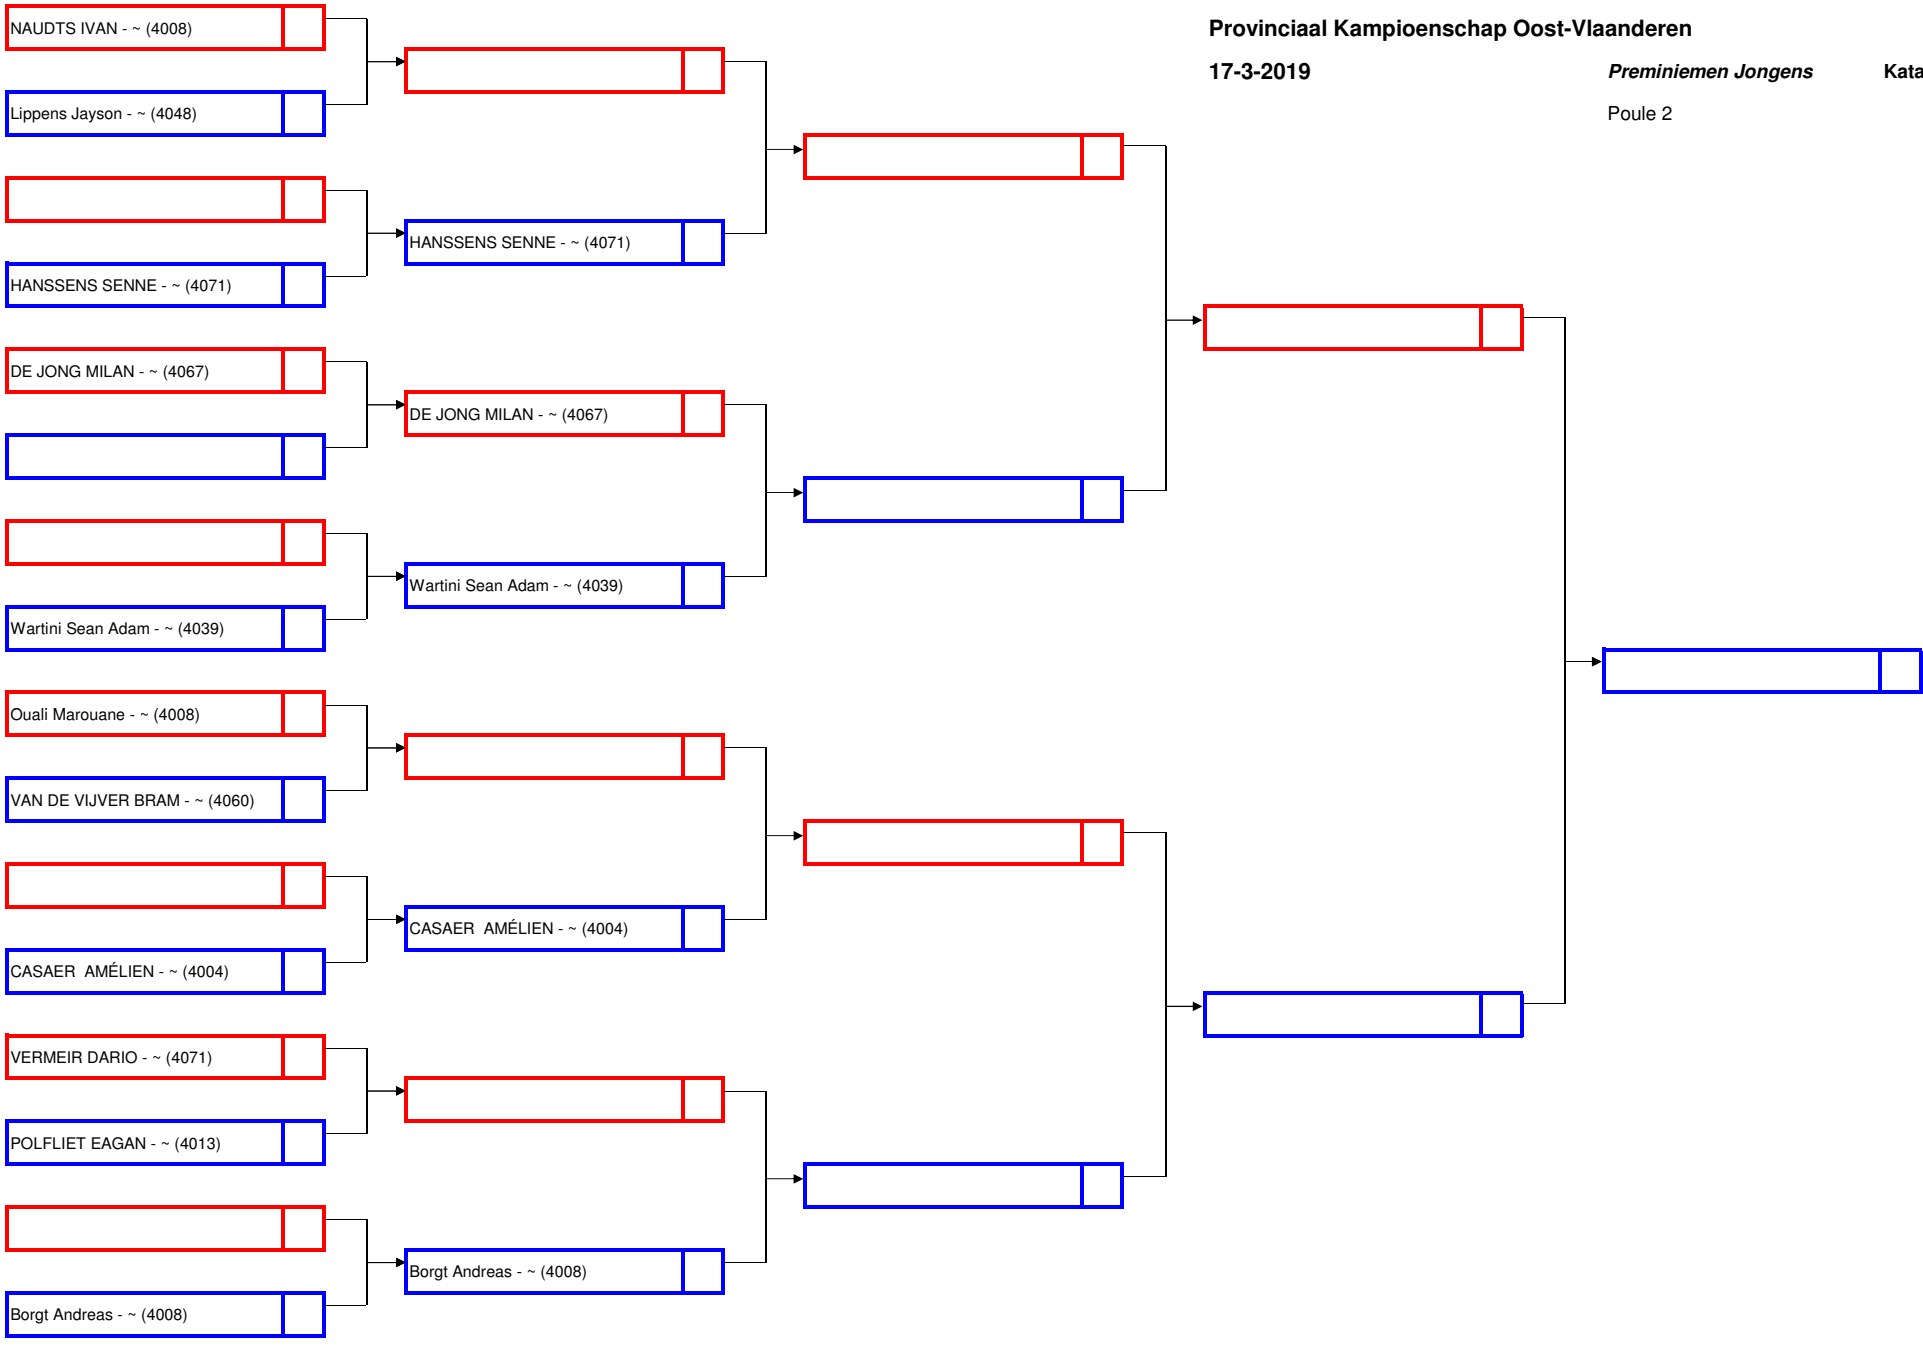 Provinciaal Kampioenschap Oost-Vlaanderen
17-3-2019 Preminiemen Jongens Kata
Poule 2
NAUDTS IVAN - ~ (4008)
Lippens Jayson - ~ (4048)
HANSSENS SENNE - ~ (4071)
DE JONG MILAN - ~ (4067)
Wartini Sean Adam - ~ (4039)
Ouali Marouane - ~ (4008)
VAN DE VIJVER BRAM - ~ (4060)
CASAER  AMÉLIEN - ~ (4004)
VERMEIR DARIO - ~ (4071)
POLFLIET EAGAN - ~ (4013)
Borgt Andreas - ~ (4008)
HANSSENS SENNE - ~ (4071)
DE JONG MILAN - ~ (4067)
Wartini Sean Adam - ~ (4039)
CASAER  AMÉLIEN - ~ (4004)
Borgt Andreas - ~ (4008)